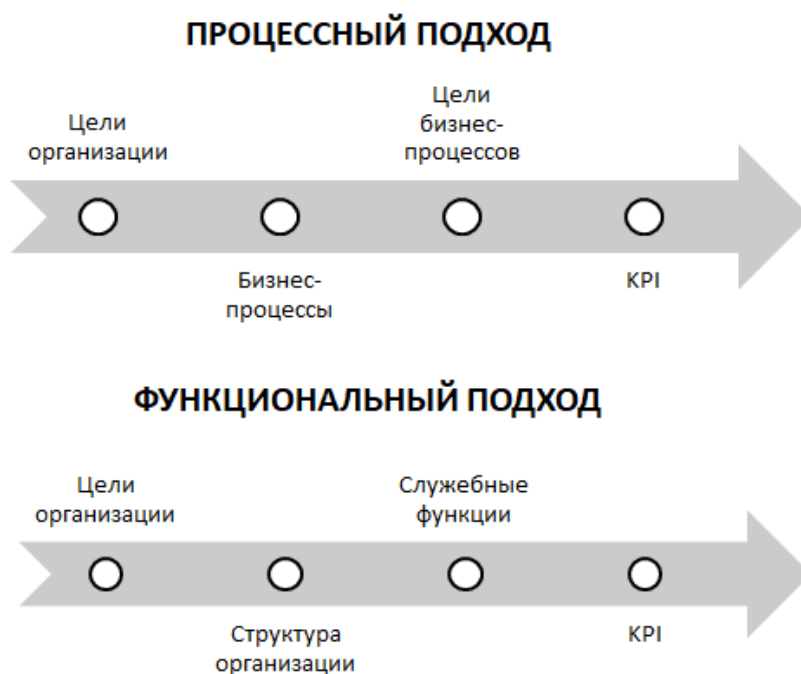 ПРОЦЕССНЫЙ ПОДХОД
Цели
организации
Бизнес-
процессы
Цели
бизнес-
процессов
KPI
ФУНКЦИОНАЛЬНЫЙ ПОДХОД
Цели
организации
Структура
организации
Служебные
функции
KPI